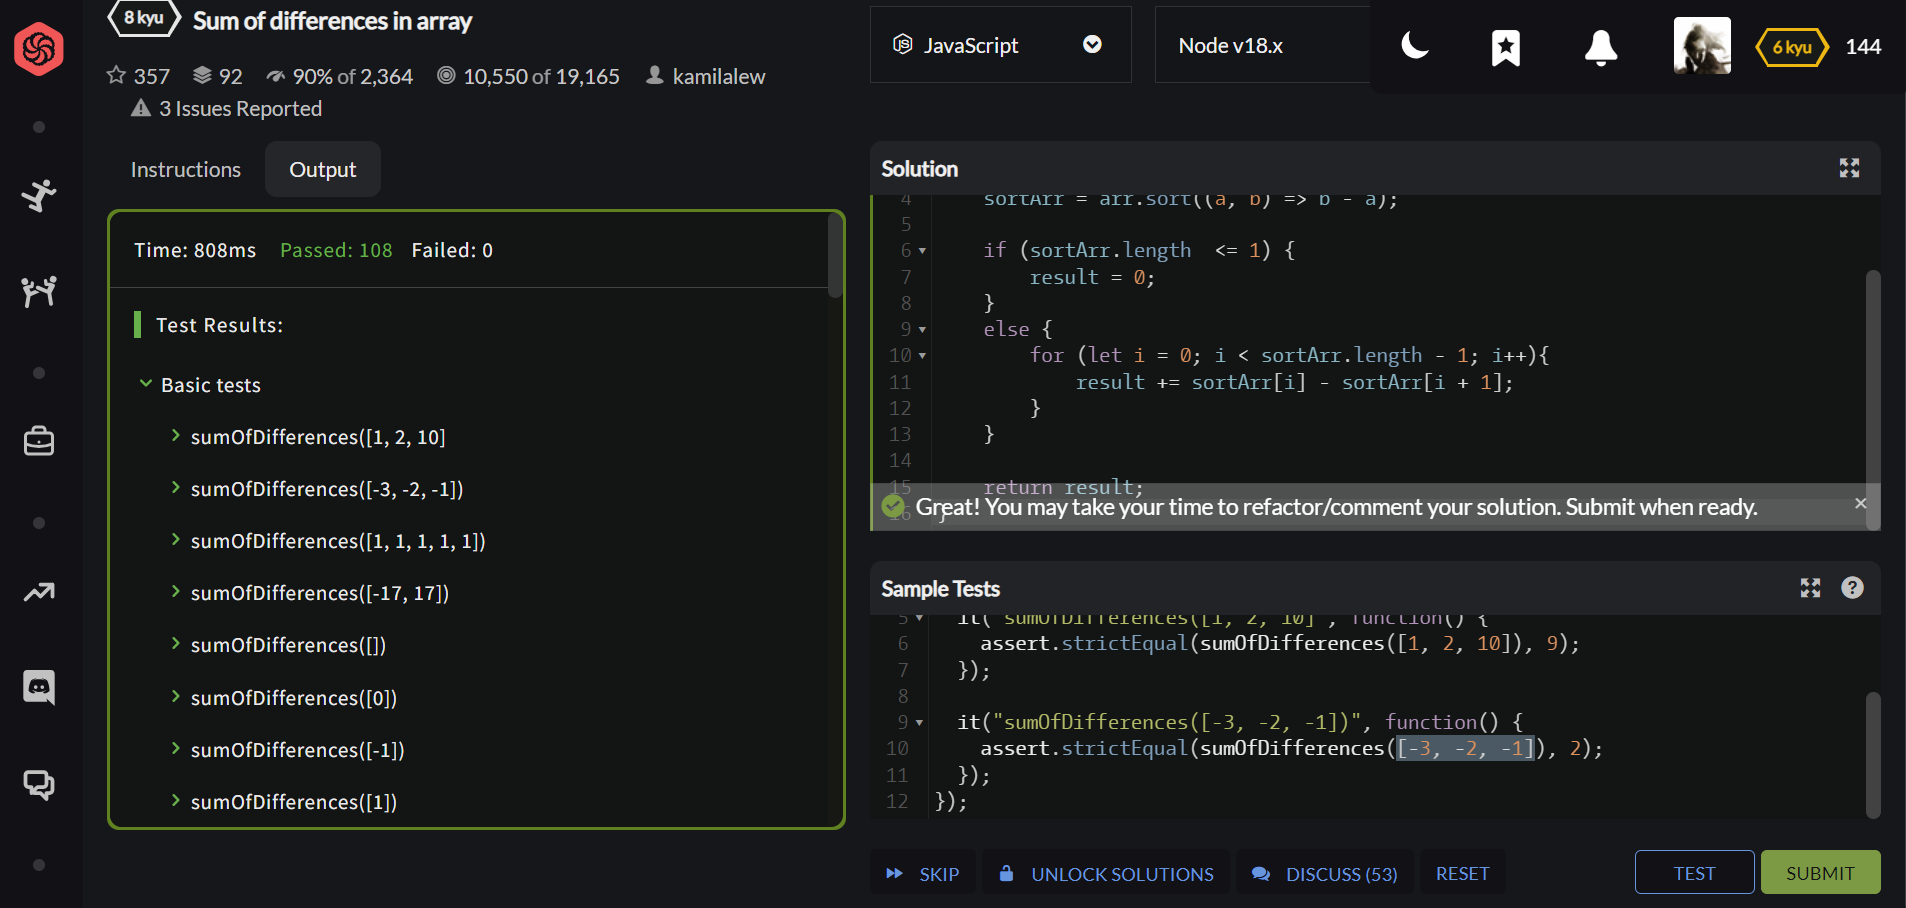 8 kyu Sum of differences in array
357 92 90% of 2,364 10,550 of 19,165 kamilalew
3 Issues Reported
JavaScript
Node v18.x
6 kyu 144
Instructions Output
Time: 808ms Passed: 108 Failed: 0
Test Results:
Basic tests
sumOfDifferences([1, 2, 10]
sumOfDifferences([-3, -2, -1])
sumOfDifferences([1, 1, 1, 1, 1])
sumOfDifferences([-17, 17])
sumOfDifferences([])
sumOfDifferences([0])
sumOfDifferences([-1])
sumOfDifferences([1])
Solution
4 sortArr = arr.sort((a, b) => b - a);
5
6 if (sortArr.length  <= 1) {
7 result = 0;
8 }
9 else {
10 for (let i = 0; i < sortArr.length - 1; i++){
11 result += sortArr[i] - sortArr[i + 1];
12 }
13 }
14
15 return result;
16 }
Great! You may take your time to refactor/comment your solution. Submit when ready.
Sample Tests
5 it("sumOfDifferences([1, 2, 10]", function() {
6 assert.strictEqual(sumOfDifferences([1, 2, 10]), 9);
7 });
8
9 it("sumOfDifferences([-3, -2, -1])", function() {
10 assert.strictEqual(sumOfDifferences([-3, -2, -1]), 2);
11 });
12 });
SKIP UNLOCK SOLUTIONS DISCUSS (53) RESET TEST SUBMIT